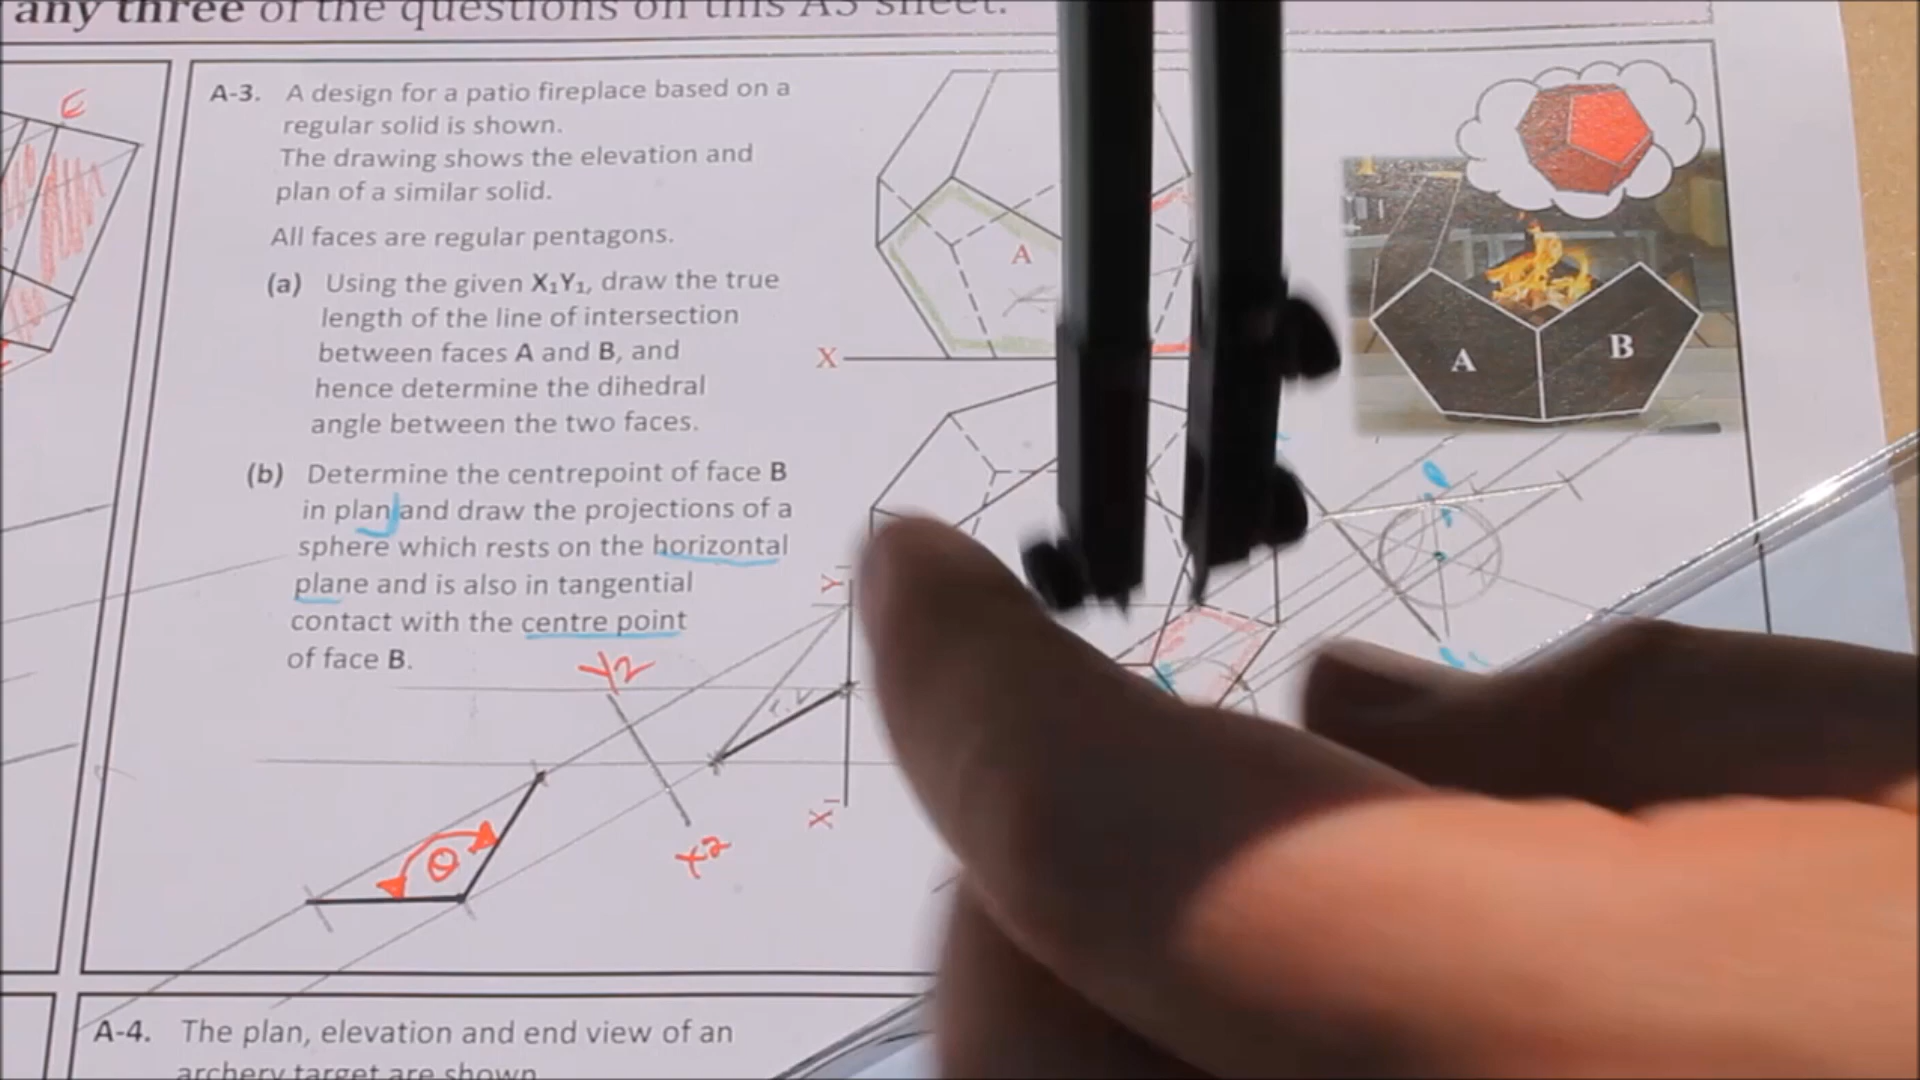 any three of the questions on this A3 sheet.
E
A-3. A design for a patio fireplace based on a
regular solid is shown.
The drawing shows the elevation and
plan of a similar solid.
All faces are regular pentagons.
(a) Using the given X₁Y₁, draw the true
length of the line of intersection
between faces A and B, and
hence determine the dihedral
angle between the two faces.
(b) Determine the centrepoint of face B
in plan and draw the projections of a
sphere which rests on the horizontal
plane and is also in tangential
contact with the centre point
of face B.
A
X
A
B
Y₁
X₁
Y2
X2
θ
A-4. The plan, elevation and end view of an
archery target are shown